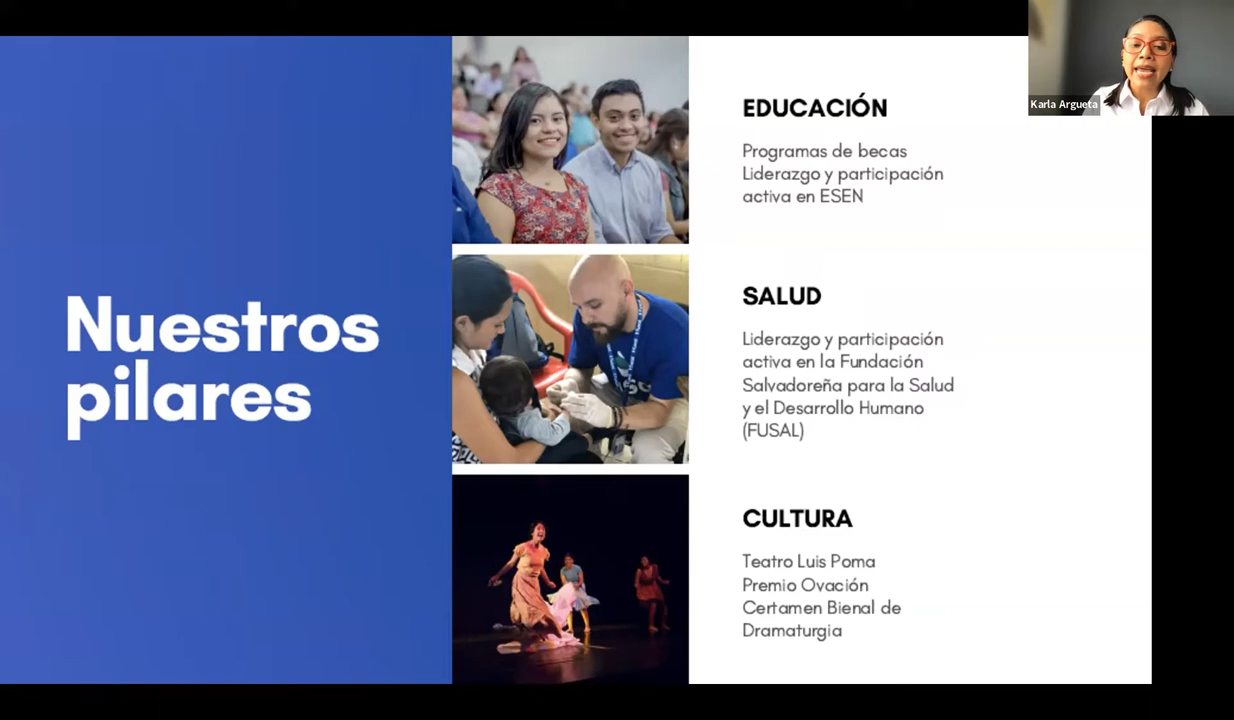 Nuestros
pilares
EDUCACIÓN
Programas de becas
Liderazgo y participación
activa en ESEN
SALUD
Liderazgo y participación
activa en la Fundación
Salvadoreña para la Salud
y el Desarrollo Humano
(FUSAL)
CULTURA
Teatro Luis Poma
Premio Ovación
Certamen Bienal de
Dramaturgia
Karla Argueta